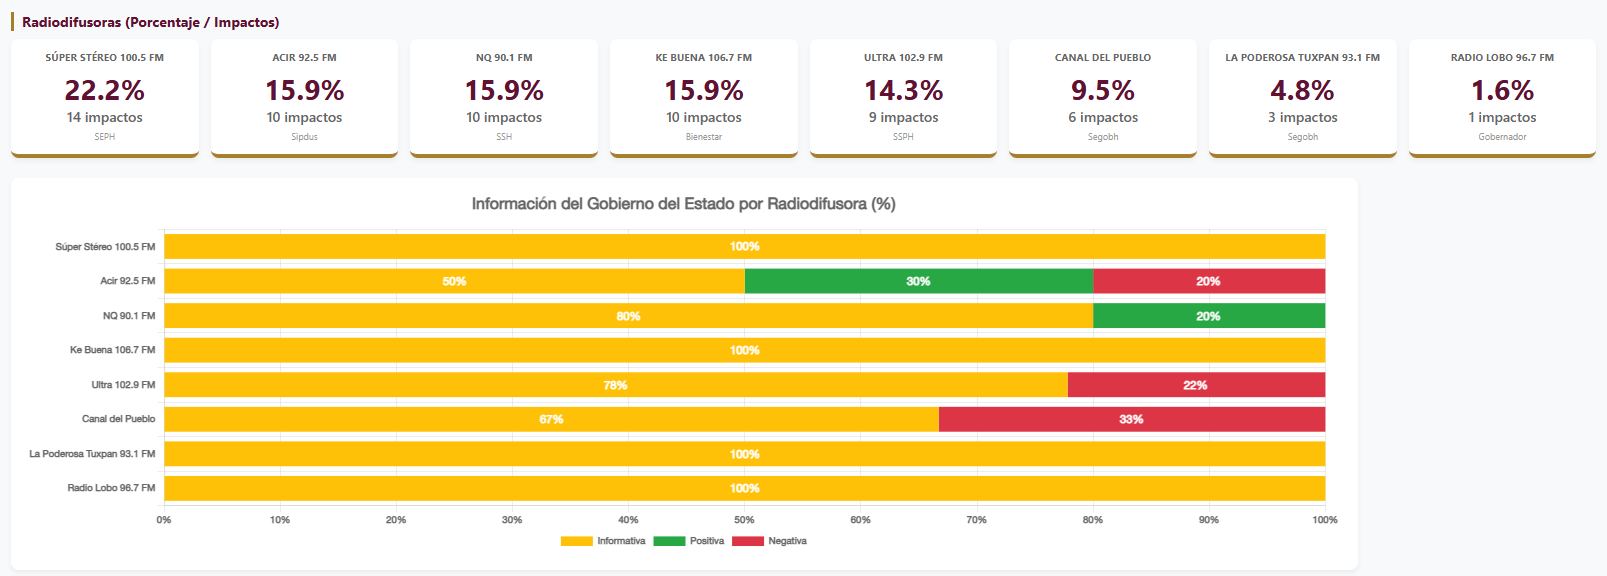 Radiodifusoras (Porcentaje / Impactos)
SÚPER STÉREO 100.5 FM
22.2%
14 impactos
SEPH
ACIR 92.5 FM
15.9%
10 impactos
Sipdus
NQ 90.1 FM
15.9%
10 impactos
SSH
KE BUENA 106.7 FM
15.9%
10 impactos
Bienestar
ULTRA 102.9 FM
14.3%
9 impactos
SSPH
CANAL DEL PUEBLO
9.5%
6 impactos
Segobh
LA PODEROSA TUXPAN 93.1 FM
4.8%
3 impactos
Segobh
RADIO LOBO 96.7 FM
1.6%
1 impactos
Gobernador
Información del Gobierno del Estado por Radiodifusora (%)
Súper Stéreo 100.5 FM 100%
Acir 92.5 FM 50% 30% 20%
NQ 90.1 FM 80% 20%
Ke Buena 106.7 FM 100%
Ultra 102.9 FM 78% 22%
Canal del Pueblo 67% 33%
La Poderosa Tuxpan 93.1 FM 100%
Radio Lobo 96.7 FM 100%
0% 10% 20% 30% 40% 50% 60% 70% 80% 90% 100%
Informativa Positiva Negativa